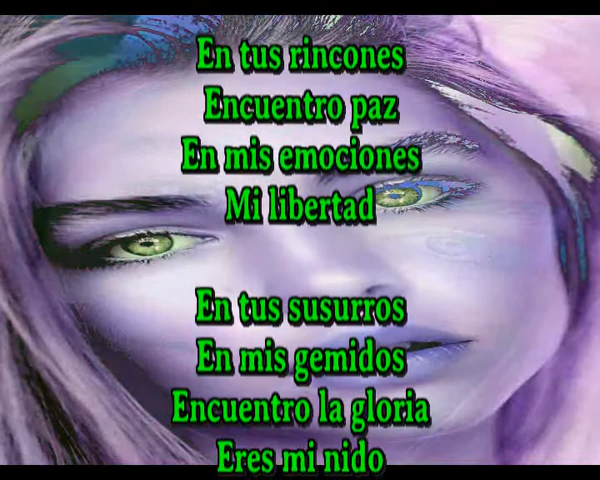 En tus rincones
Encuentro paz
En mis emociones
Mi libertad
En tus susurros
En mis gemidos
Encuentro la gloria
Eres mi nido